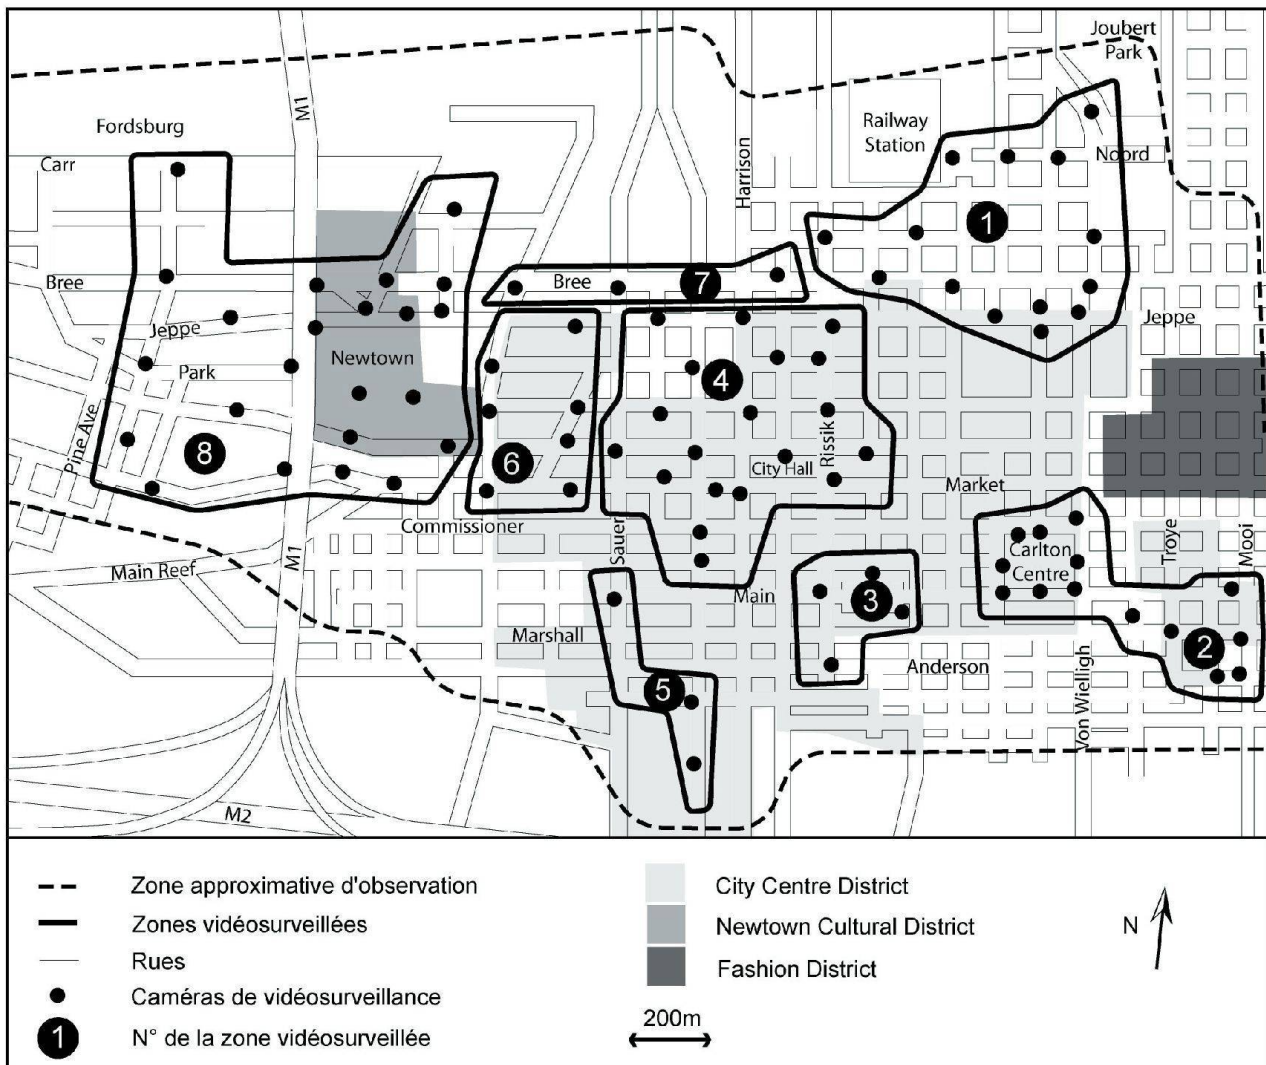 Joubert
Park
M1
Fordsburg
Railway
Station
Carr
Noord
Harrison
1
Bree
Bree
7
Jeppe
Jeppe
Newtown
Park
4
Pine Ave
Rissik
8
6
City Hall
Market
Commissioner
Sauer
Troye
Mooi
Carlton
Centre
M1
Main Reef
Main
3
Marshall
2
Anderson
5
Von Wielligh
M2
Zone approximative d'observation
Zones vidéosurveillées
Rues
Caméras de vidéosurveillance
1
N° de la zone vidéosurveillée
City Centre District
Newtown Cultural District
Fashion District
200m
N